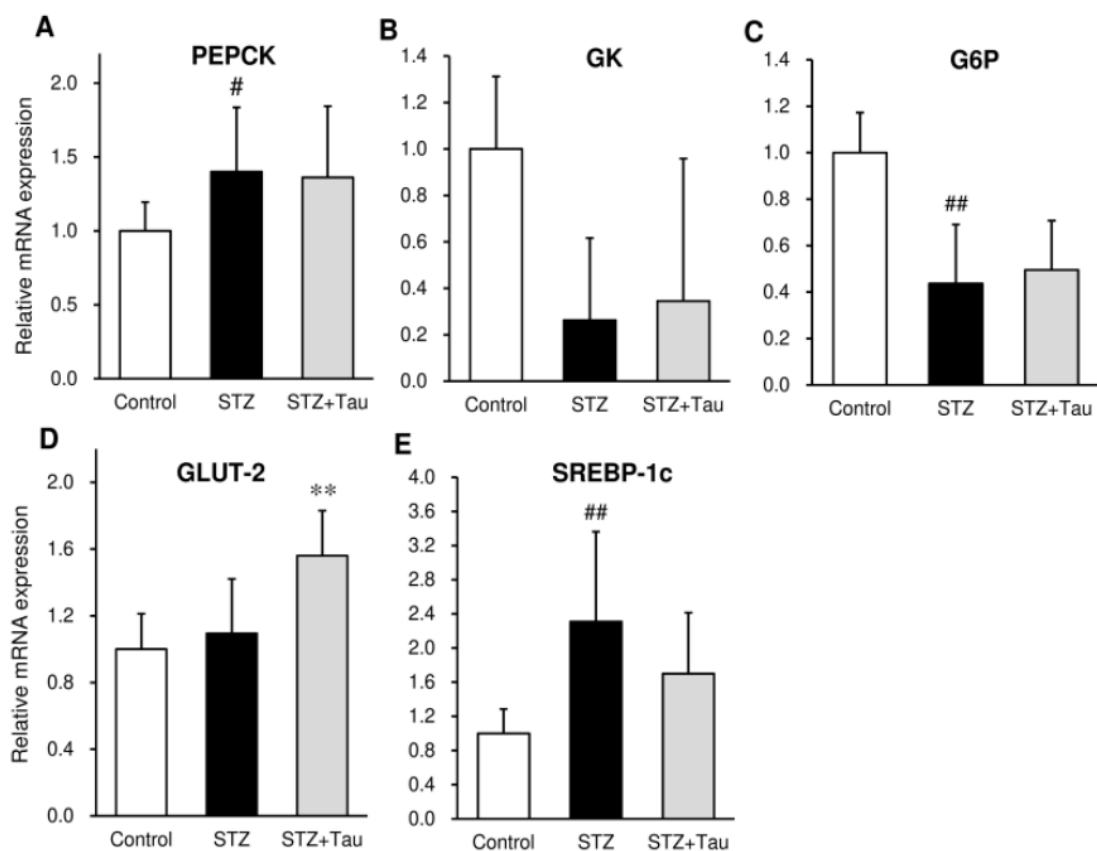 A
PEPCK
#
Relative mRNA expression
2.0
1.5
1.0
0.5
0.0
Control STZ STZ+Tau
B
GK
1.4
1.2
1.0
0.8
0.6
0.4
0.2
0.0
Control STZ STZ+Tau
C
G6P
##
1.4
1.2
1.0
0.8
0.6
0.4
0.2
0.0
Control STZ STZ+Tau
D
GLUT-2
**
Relative mRNA expression
2.0
1.6
1.2
0.8
0.4
0.0
Control STZ STZ+Tau
E
SREBP-1c
##
4.0
3.6
3.2
2.8
2.4
2.0
1.6
1.2
0.8
0.4
0.0
Control STZ STZ+Tau